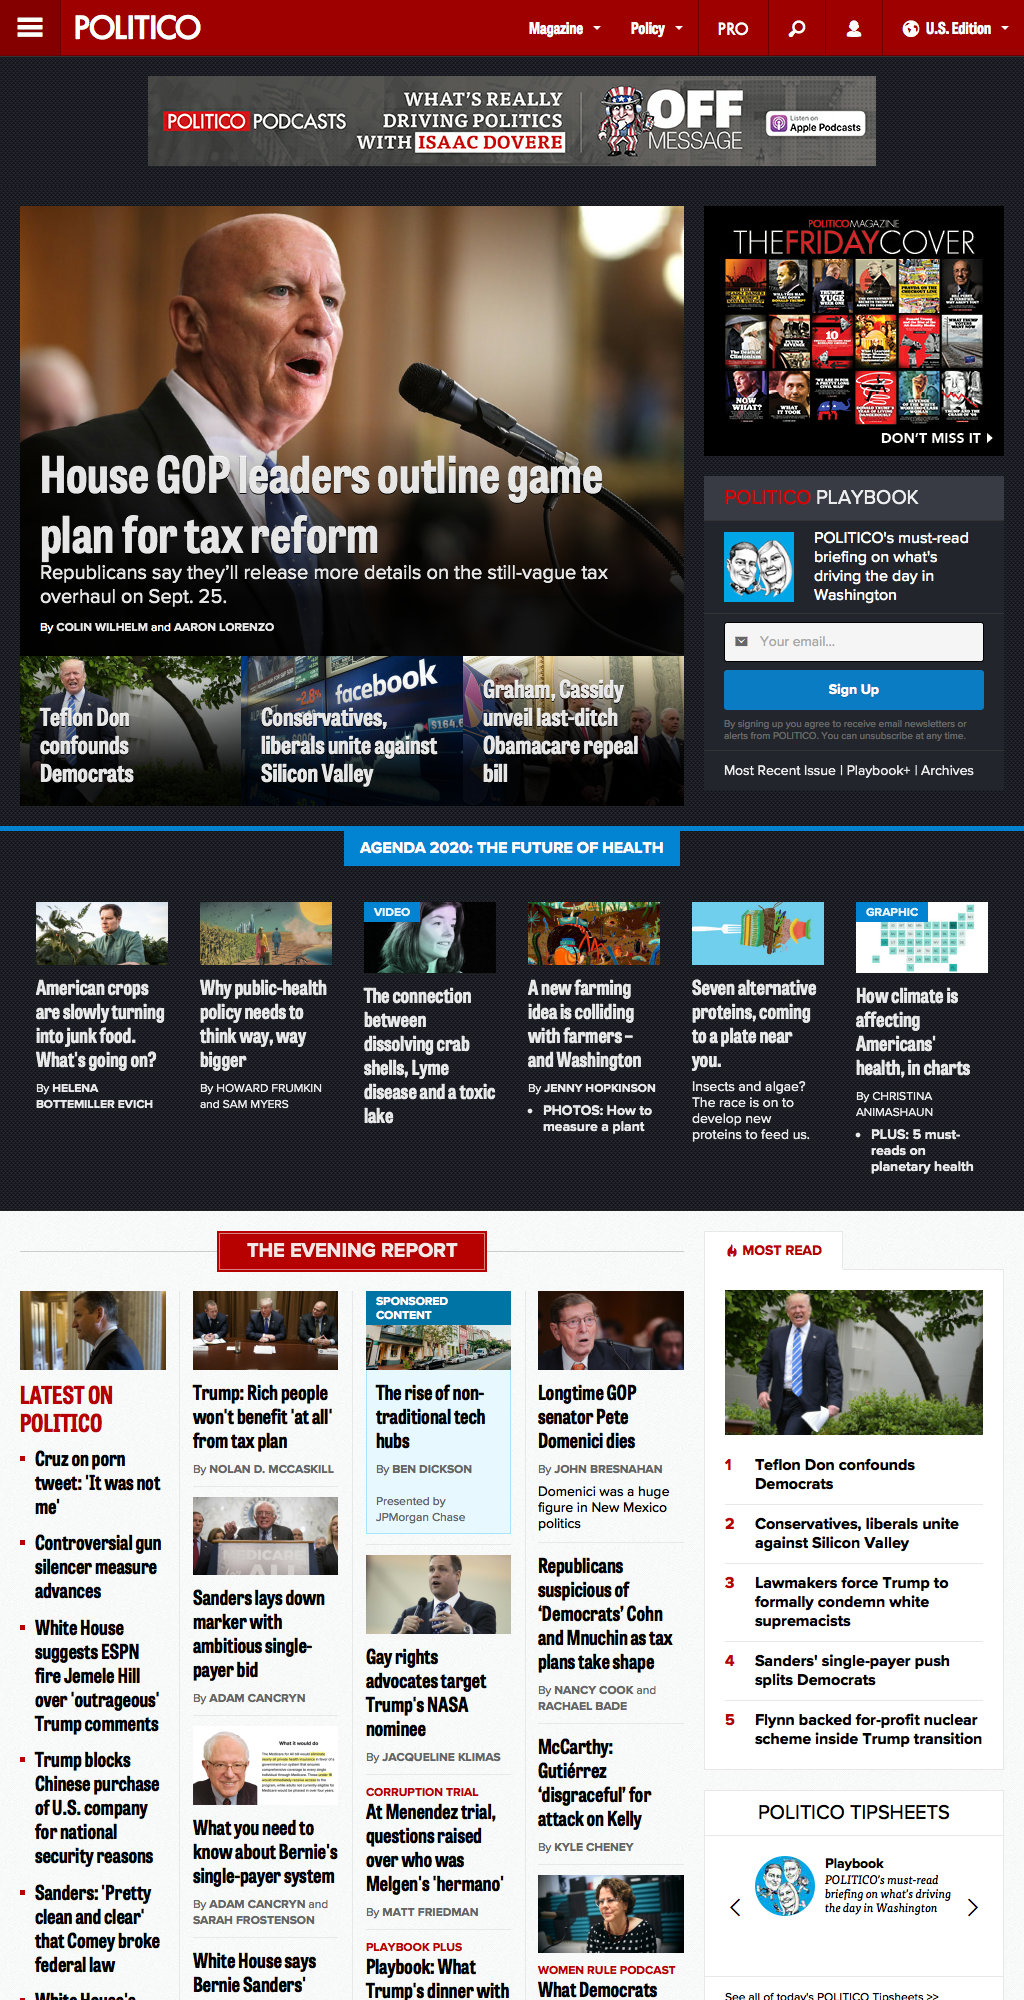 POLITICO
Magazine
Policy
PRO
U.S. Edition
POLITICO PODCASTS
WHAT'S REALLY
DRIVING POLITICS
WITH ISAAC DOVERE
OFF
MESSAGE
Listen on
Apple Podcasts
House GOP leaders outline game
plan for tax reform
Republicans say they'll release more details on the still-vague tax
overhaul on Sept. 25.
By COLIN WILHELM and AARON LORENZO
Teflon Don
confounds
Democrats
facebook
-2.8%
$164.6
Conservatives,
liberals unite against
Silicon Valley
Graham, Cassidy
unveil last-ditch
Obamacare repeal
bill
POLITICOMAGAZINE
THEFRIDAYCOVER
DON'T MISS IT
POLITICO PLAYBOOK
POLITICO's must-read
briefing on what's
driving the day in
Washington
Your email...
Sign Up
By signing up you agree to receive email newsletters or
alerts from POLITICO. You can unsubscribe at any time.
Most Recent Issue | Playbook+ | Archives
AGENDA 2020: THE FUTURE OF HEALTH
American crops
are slowly turning
into junk food.
What's going on?
By HELENA
BOTTEMILLER EVICH
Why public-health
policy needs to
think way, way
bigger
By HOWARD FRUMKIN
and SAM MYERS
VIDEO
The connection
between
dissolving crab
shells, Lyme
disease and a toxic
lake
A new farming
idea is colliding
with farmers –
and Washington
By JENNY HOPKINSON
• PHOTOS: How to
measure a plant
Seven alternative
proteins, coming
to a plate near
you.
Insects and algae?
The race is on to
develop new
proteins to feed us.
GRAPHIC
How climate is
affecting
Americans'
health, in charts
By CHRISTINA
ANIMASHAUN
• PLUS: 5 must-
reads on
planetary health
THE EVENING REPORT
LATEST ON
POLITICO
Cruz on porn
tweet: 'It was not
me'
Controversial gun
silencer measure
advances
White House
suggests ESPN
fire Jemele Hill
over 'outrageous'
Trump comments
Trump blocks
Chinese purchase
of U.S. company
for national
security reasons
Sanders: 'Pretty
clean and clear'
that Comey broke
federal law
White House's
Trump: Rich people
won't benefit 'at all'
from tax plan
By NOLAN D. MCCASKILL
MEDICARE
Sanders lays down
marker with
ambitious single-
payer bid
By ADAM CANCRYN
What it would do
What you need to
know about Bernie's
single-payer system
By ADAM CANCRYN and
SARAH FROSTENSON
White House says
Bernie Sanders'
SPONSORED
CONTENT
The rise of non-
traditional tech
hubs
By BEN DICKSON
Presented by
JPMorgan Chase
Gay rights
advocates target
Trump's NASA
nominee
By JACQUELINE KLIMAS
CORRUPTION TRIAL
At Menendez trial,
questions raised
over who was
Melgen's 'hermano'
By MATT FRIEDMAN
PLAYBOOK PLUS
Playbook: What
Trump's dinner with
Longtime GOP
senator Pete
Domenici dies
By JOHN BRESNAHAN
Domenici was a huge
figure in New Mexico
politics
Republicans
suspicious of
'Democrats' Cohn
and Mnuchin as tax
plans take shape
By NANCY COOK and
RACHAEL BADE
McCarthy:
Gutiérrez
'disgraceful' for
attack on Kelly
By KYLE CHENEY
WOMEN RULE PODCAST
What Democrats
MOST READ
1 Teflon Don confounds
Democrats
2 Conservatives, liberals unite
against Silicon Valley
3 Lawmakers force Trump to
formally condemn white
supremacists
4 Sanders' single-payer push
splits Democrats
5 Flynn backed for-profit nuclear
scheme inside Trump transition
POLITICO TIPSHEETS
Playbook
POLITICO's must-read
briefing on what's driving
the day in Washington
See all of today's POLITICO Tipsheets >>